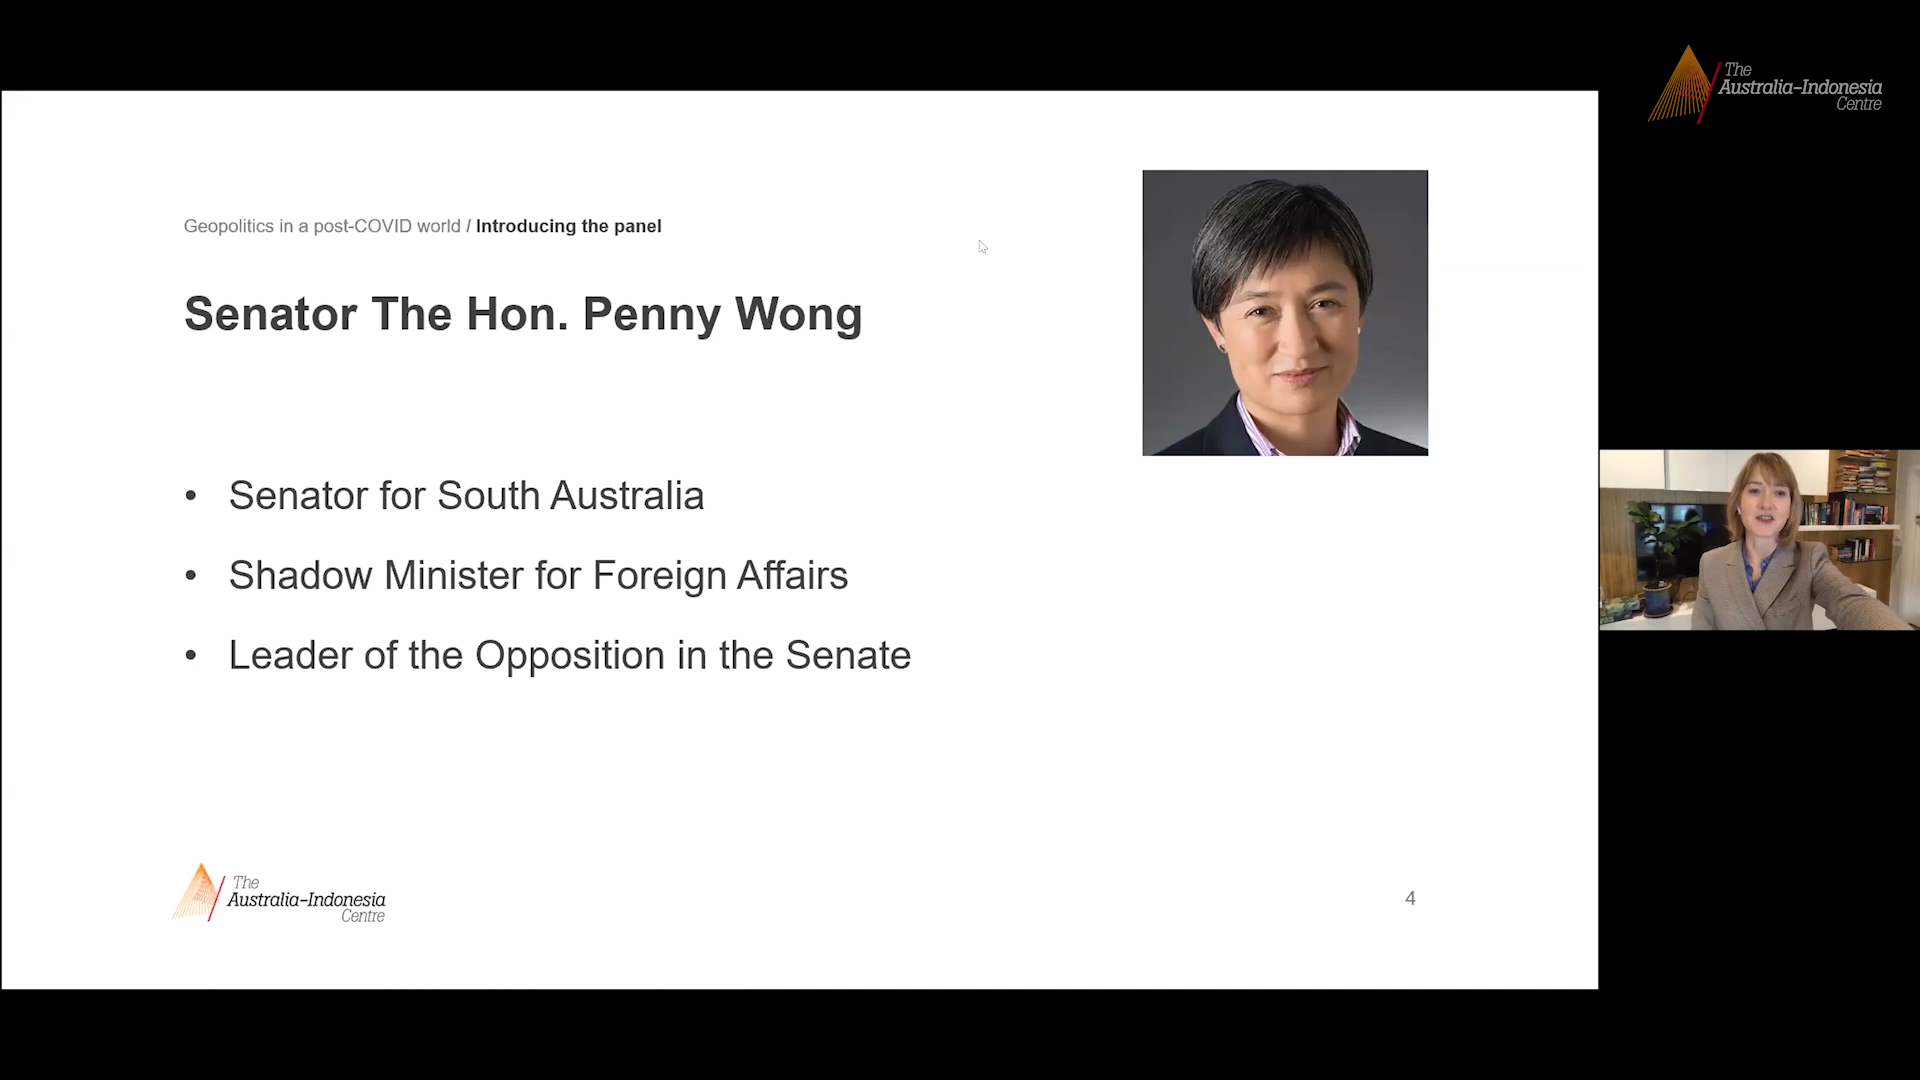 The
Australia-Indonesia
Centre
Geopolitics in a post-COVID world / Introducing the panel
Senator The Hon. Penny Wong
• Senator for South Australia
• Shadow Minister for Foreign Affairs
• Leader of the Opposition in the Senate
The
Australia-Indonesia
Centre
4